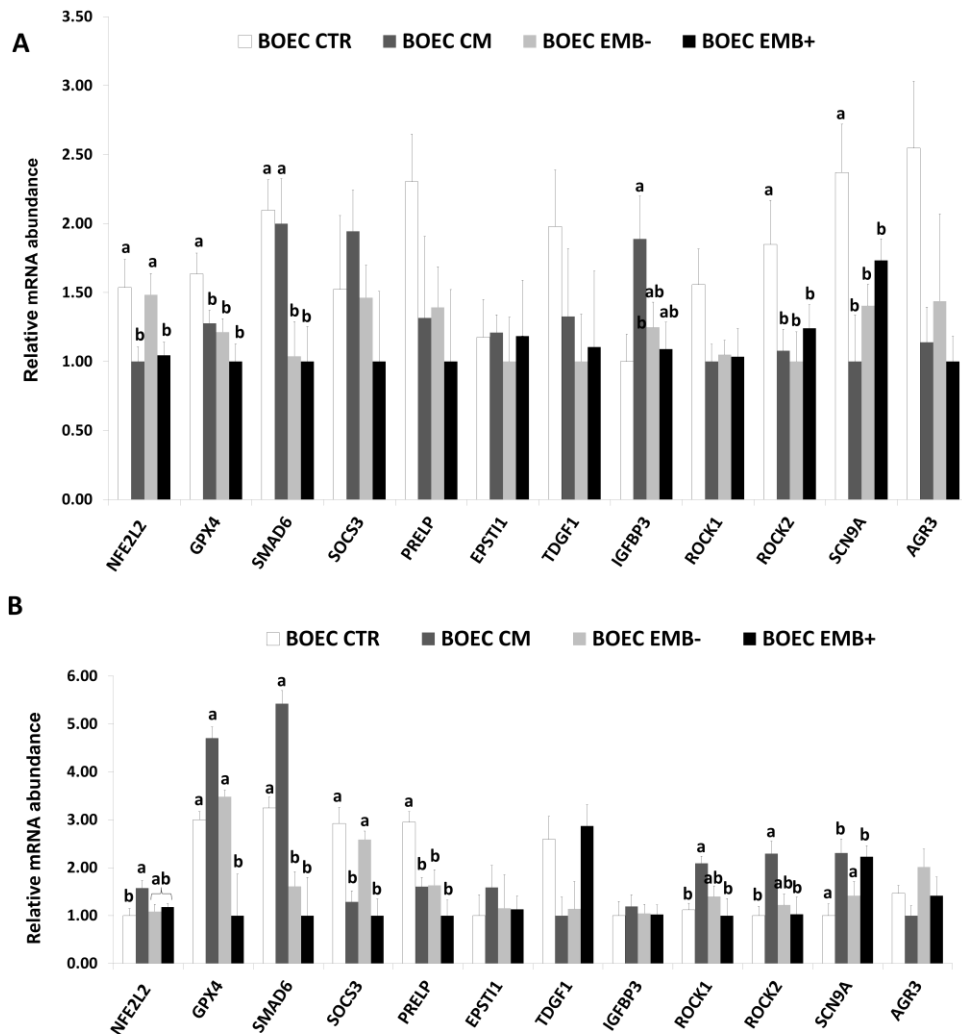 A
3.50
BOEC CTR BOEC CM BOEC EMB- BOEC EMB+
3.00
a
2.50
a a
a
a
2.00
a
b
a a
1.50
ab
b b
b ab
b b
b b b b b b b
1.00
0.50
0.00
Relative mRNA abundance
NFE2L2 GPX4 SMAD6 SOCS3 PRELP EPSTI1 TDGF1 IGFBP3 ROCK1 ROCK2 SCN9A AGR3
B
BOEC CTR BOEC CM BOEC EMB- BOEC EMB+
6.00
a
a
5.00
4.00
a
a a a a
a
3.00
a a b b
2.00
a b b b ab a
b ab b b b b b b b b ab b a
1.00
0.00
Relative mRNA abundance
NFE2L2 GPX4 SMAD6 SOCS3 PRELP EPSTI1 TDGF1 IGFBP3 ROCK1 ROCK2 SCN9A AGR3